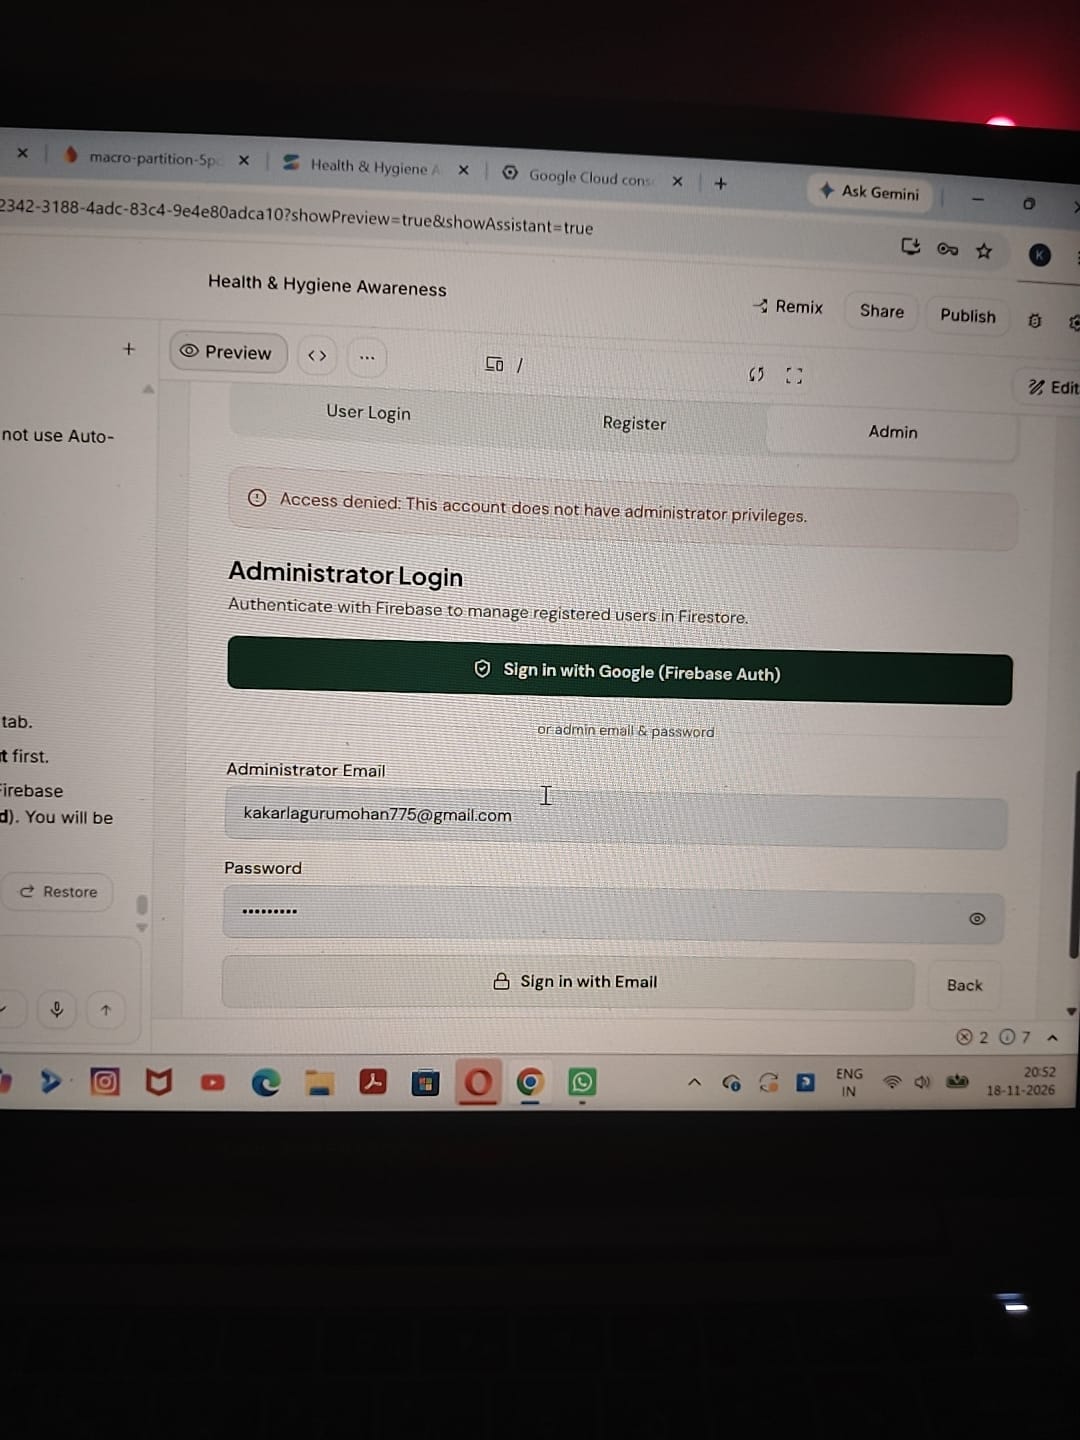 macro-partition-5p
Health & Hygiene A
Google Cloud cons
Ask Gemini
2342-3188-4adc-83c4-9e4e80adca10?showPreview=true&showAssistant=true
K
Health & Hygiene Awareness
Remix
Share
Publish
Preview
/
Edit
not use Auto-
User Login
Register
Admin
Access denied: This account does not have administrator privileges.
Administrator Login
Authenticate with Firebase to manage registered users in Firestore.
Sign in with Google (Firebase Auth)
or admin email & password
tab.
t first.
Firebase
d). You will be
Administrator Email
kakarlagurumohan775@gmail.com
Password
Restore
Sign in with Email
Back
2
7
ENG
IN
20:52
18-11-2026